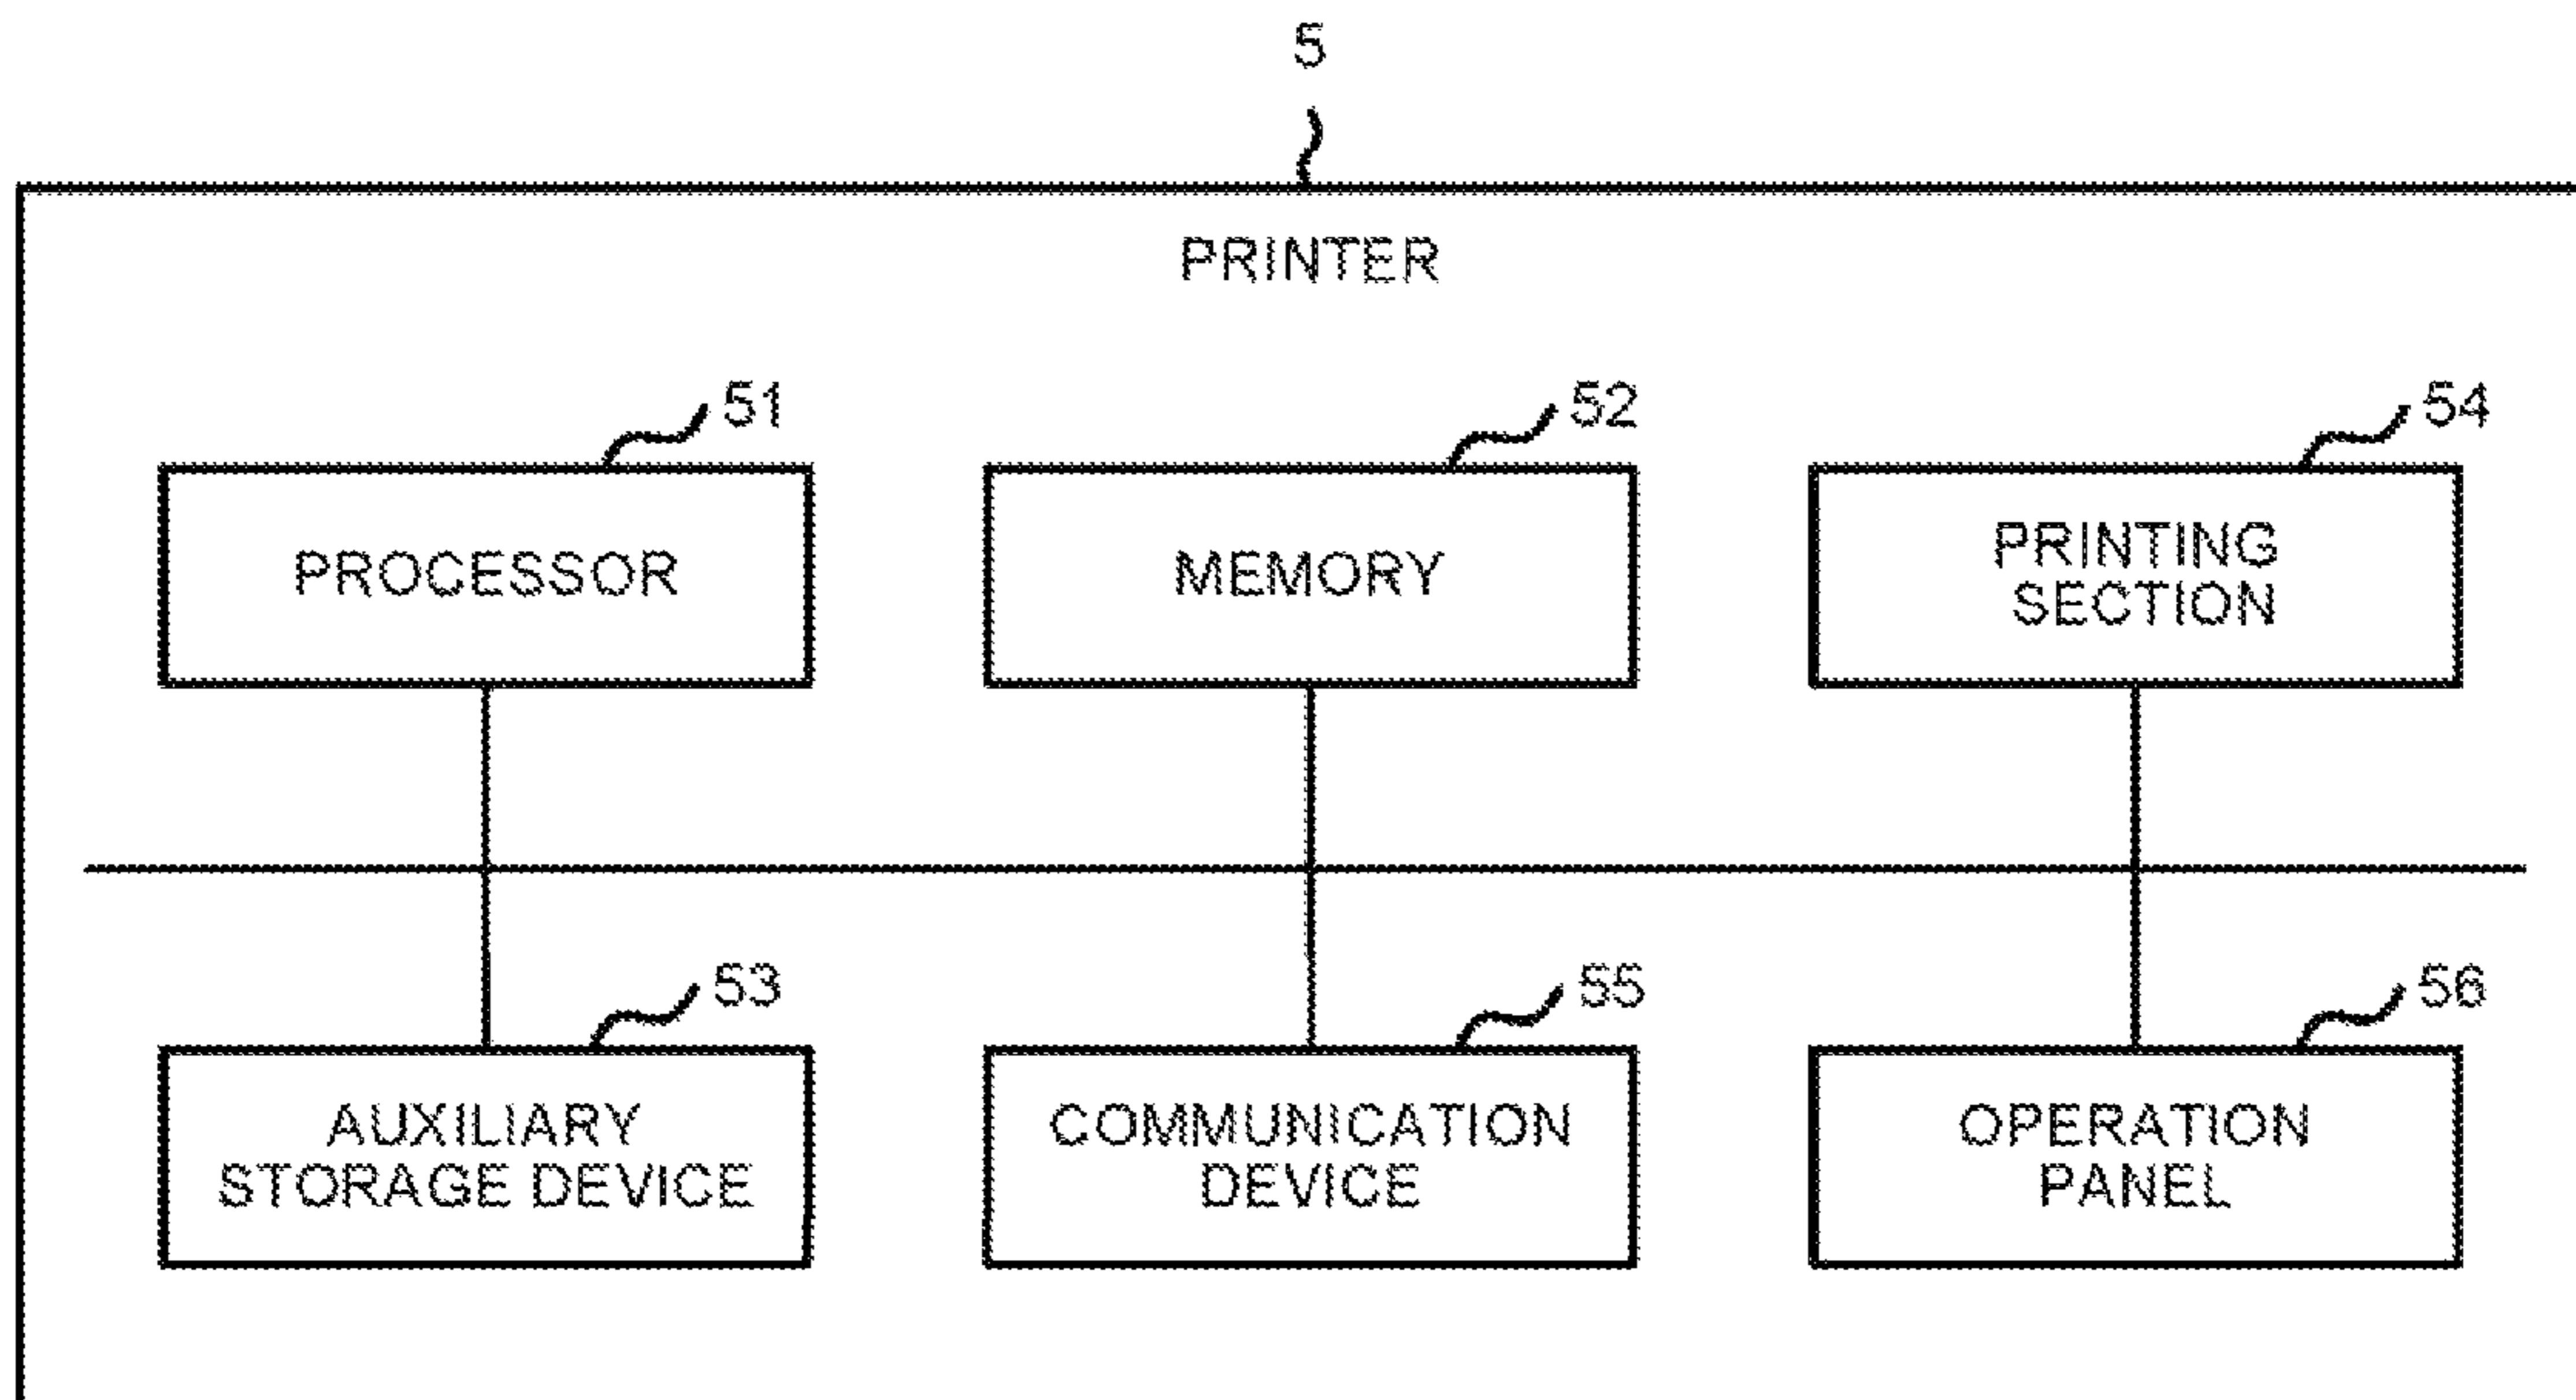 5
PRINTER
51
52
54
PROCESSOR
MEMORY
PRINTING
SECTION
53
55
56
AUXILIARY
STORAGE DEVICE
COMMUNICATION
DEVICE
OPERATION
PANEL